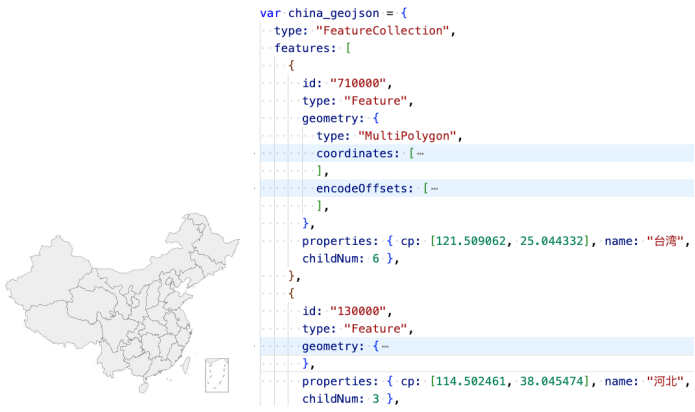 var china_geojson = {
type: "FeatureCollection",
features: [
{
id: "710000",
type: "Feature",
geometry: {
type: "MultiPolygon",
coordinates: [⋯
],
encodeOffsets: [⋯
],
},
properties: { cp: [121.509062, 25.044332], name: "台湾",
childNum: 6 },
},
{
id: "130000",
type: "Feature",
geometry: {⋯
},
properties: { cp: [114.502461, 38.045474], name: "河北",
childNum: 3 },